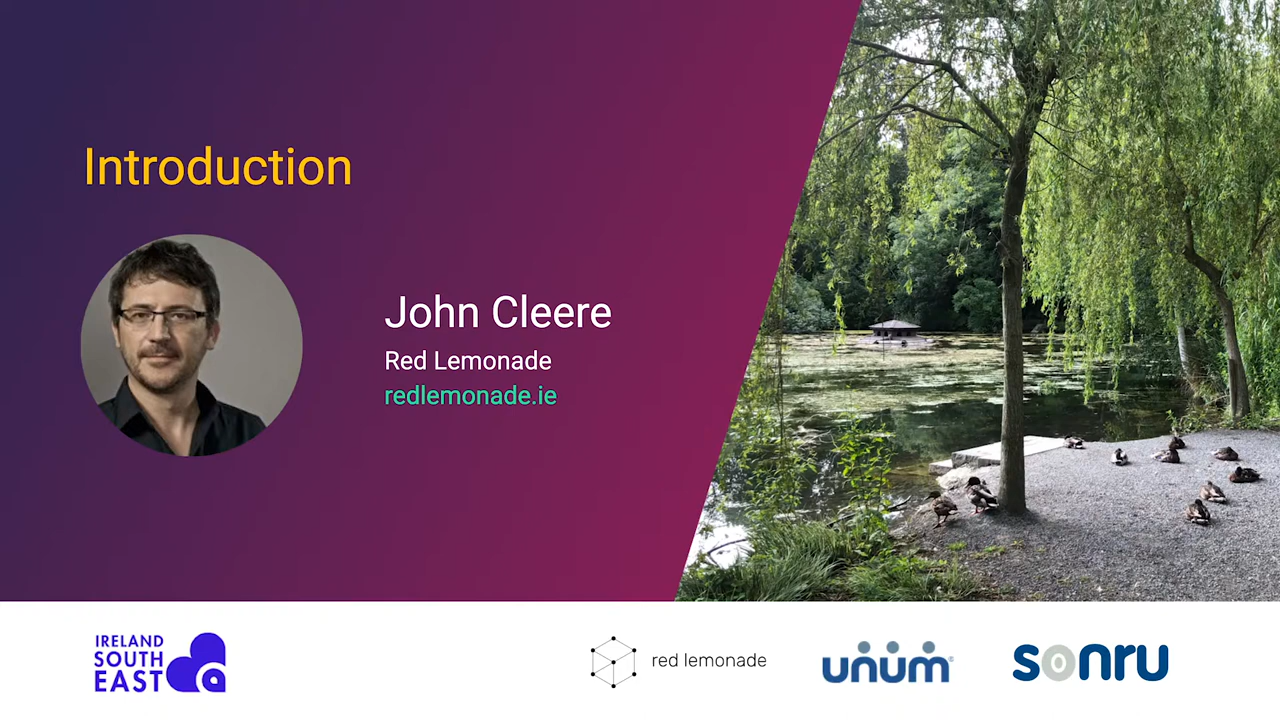 Introduction
John Cleere
Red Lemonade
redlemonade.ie
IRELAND
SOUTH
EAST
red lemonade
unum
sonru